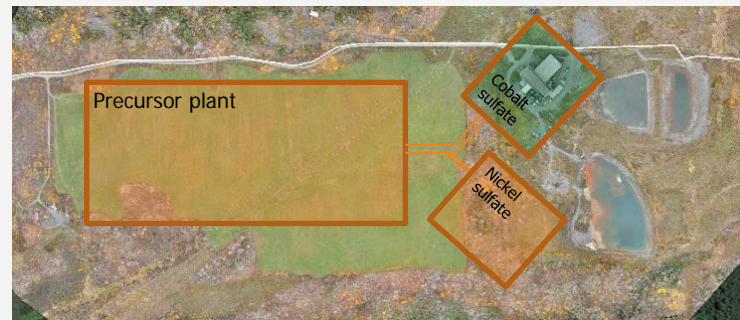 Precursor plant
Cobalt
sulfate
Nickel
sulfate